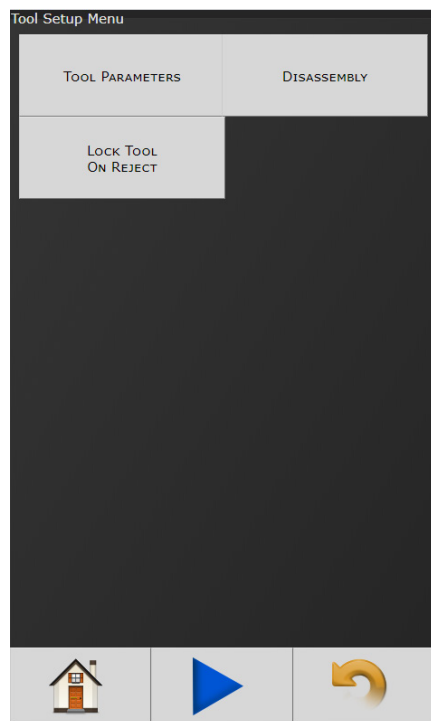 Tool Setup Menu
Tool Parameters
Disassembly
Lock Tool
On Reject